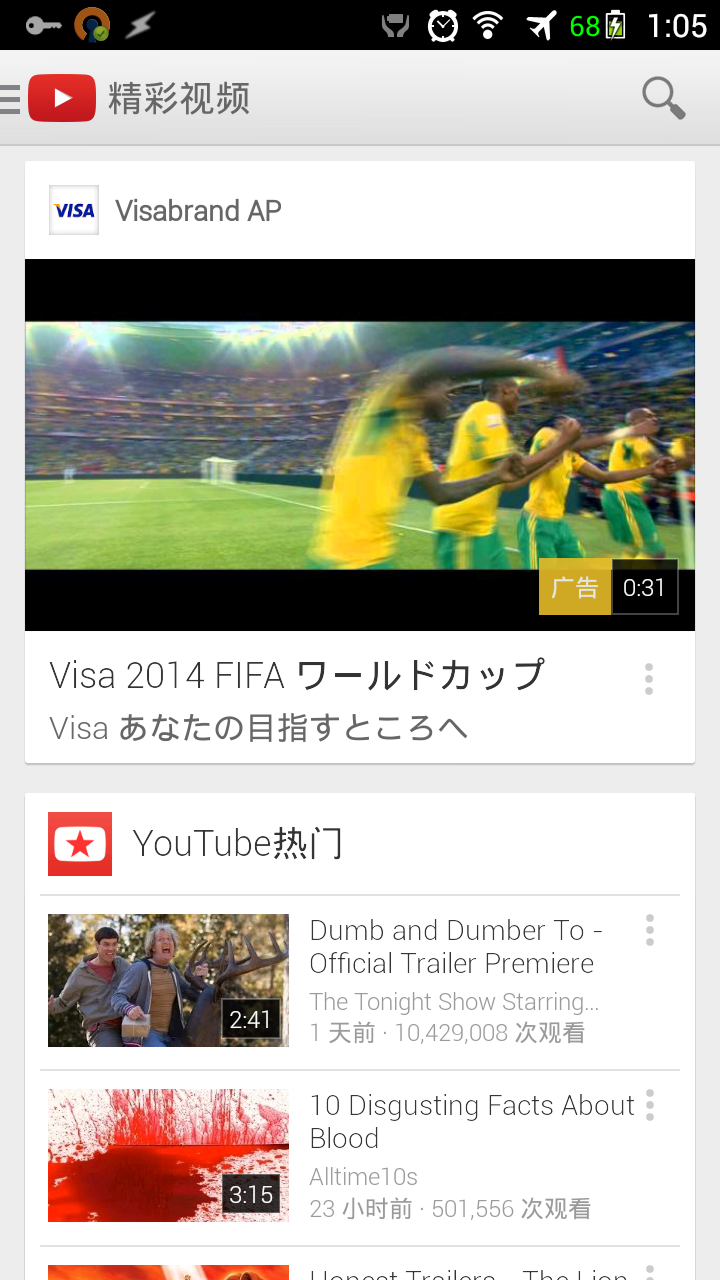 68 1:05
精彩视频
VISA Visabrand AP
广告 0:31
Visa 2014 FIFA ワールドカップ
Visa あなたの目指すところへ
YouTube热门
Dumb and Dumber To -
Official Trailer Premiere
The Tonight Show Starring...
1 天前 · 10,429,008 次观看
2:41
10 Disgusting Facts About
Blood
Alltime10s
23 小时前 · 501,556 次观看
3:15
Honest Trailers - The Lion